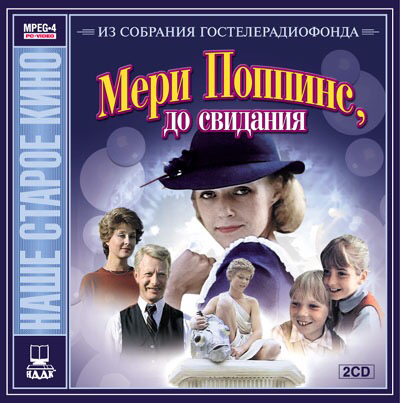 MPEG-4
PC-VIDEO
ИЗ СОБРАНИЯ ГОСТЕЛЕРАДИОФОНДА
Мери Поппинс,
до свидания
НАШЕ СТАРОЕ КИНО
2CD